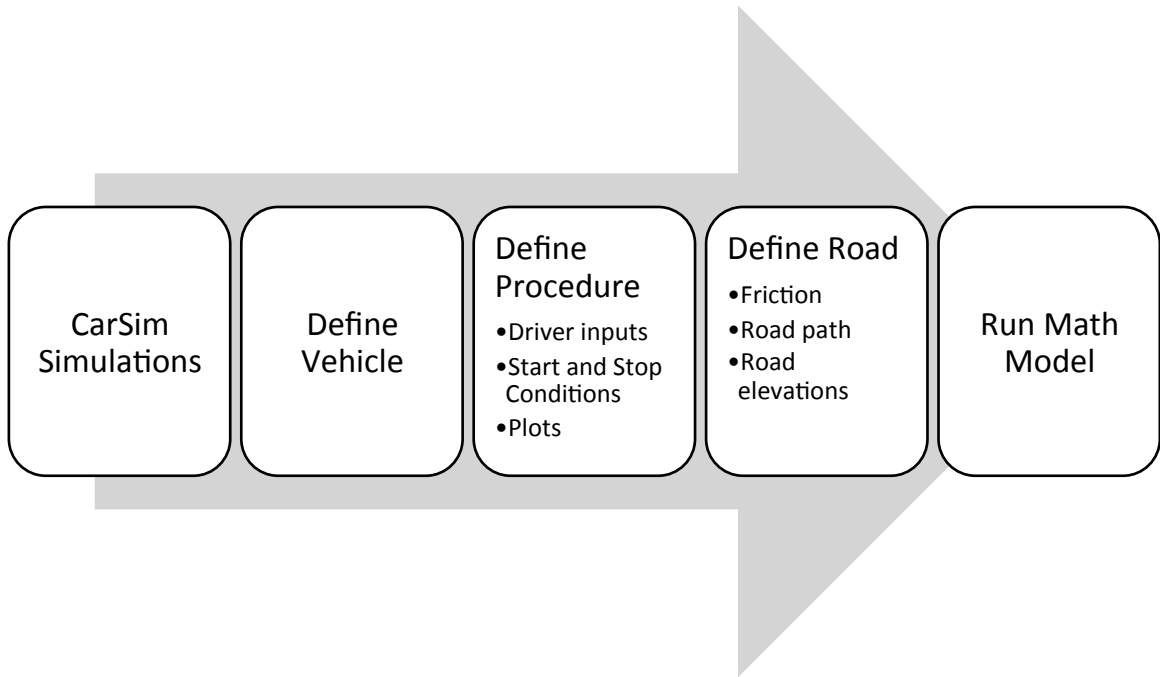 CarSim
Simulations
Define
Vehicle
Define
Procedure
•Driver inputs
•Start and Stop
Conditions
•Plots
Define Road
•Friction
•Road path
•Road
elevations
Run Math
Model